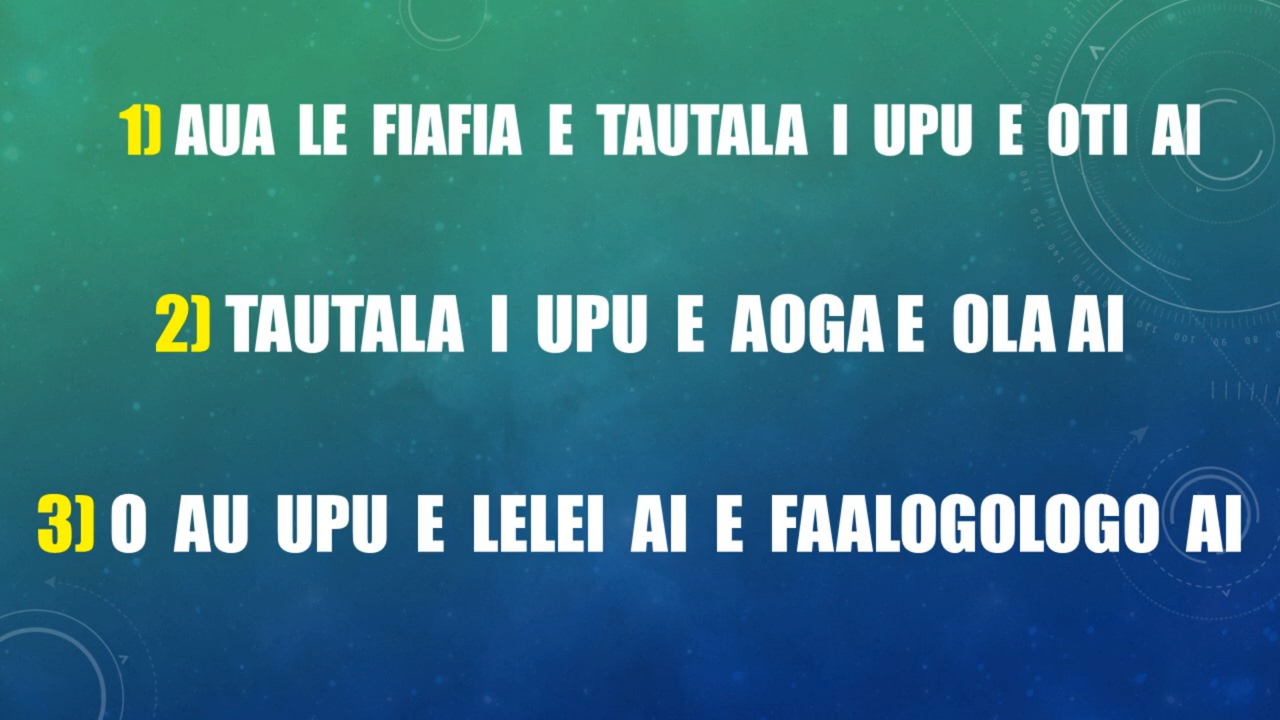 1) AUA LE FIAFIA E TAUTALA I UPU E OTI AI
2) TAUTALA I UPU E AOGA E OLA AI
3) O AU UPU E LELEI AI E FAALOGOLOGO AI